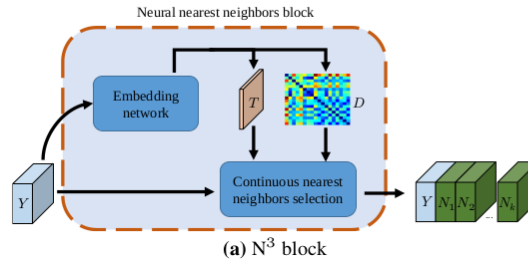 Neural nearest neighbors block
Embedding
network
T
D
Y
Continuous nearest
neighbors selection
Y N₁ N₂ ... Nₖ
(a) N³ block